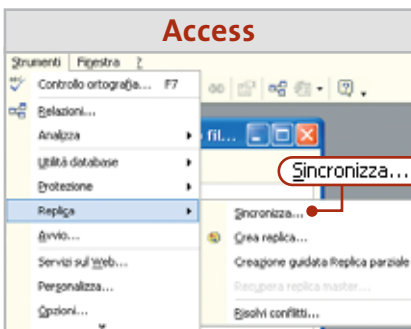 Access
Strumenti Finestra ?
Controllo ortografia... F7
Relazioni...
Analizza
fil...
Utilità database
Sincronizza...
Protezione
Replica
Sincronizza...
Avvio...
Crea replica...
Servizi sul Web...
Creazione guidata Replica parziale
Personalizza...
Recupera replica master...
Opzioni...
Risolvi conflitti...